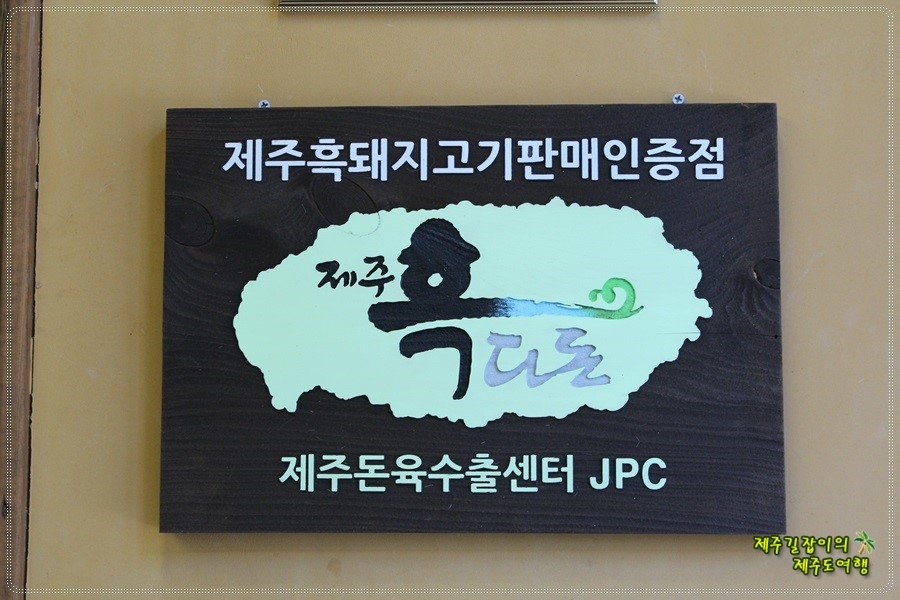 제주흑돼지고기판매인증점
제주
흑
다돈
제주돈육수출센터 JPC
제주길잡이의
제주도여행